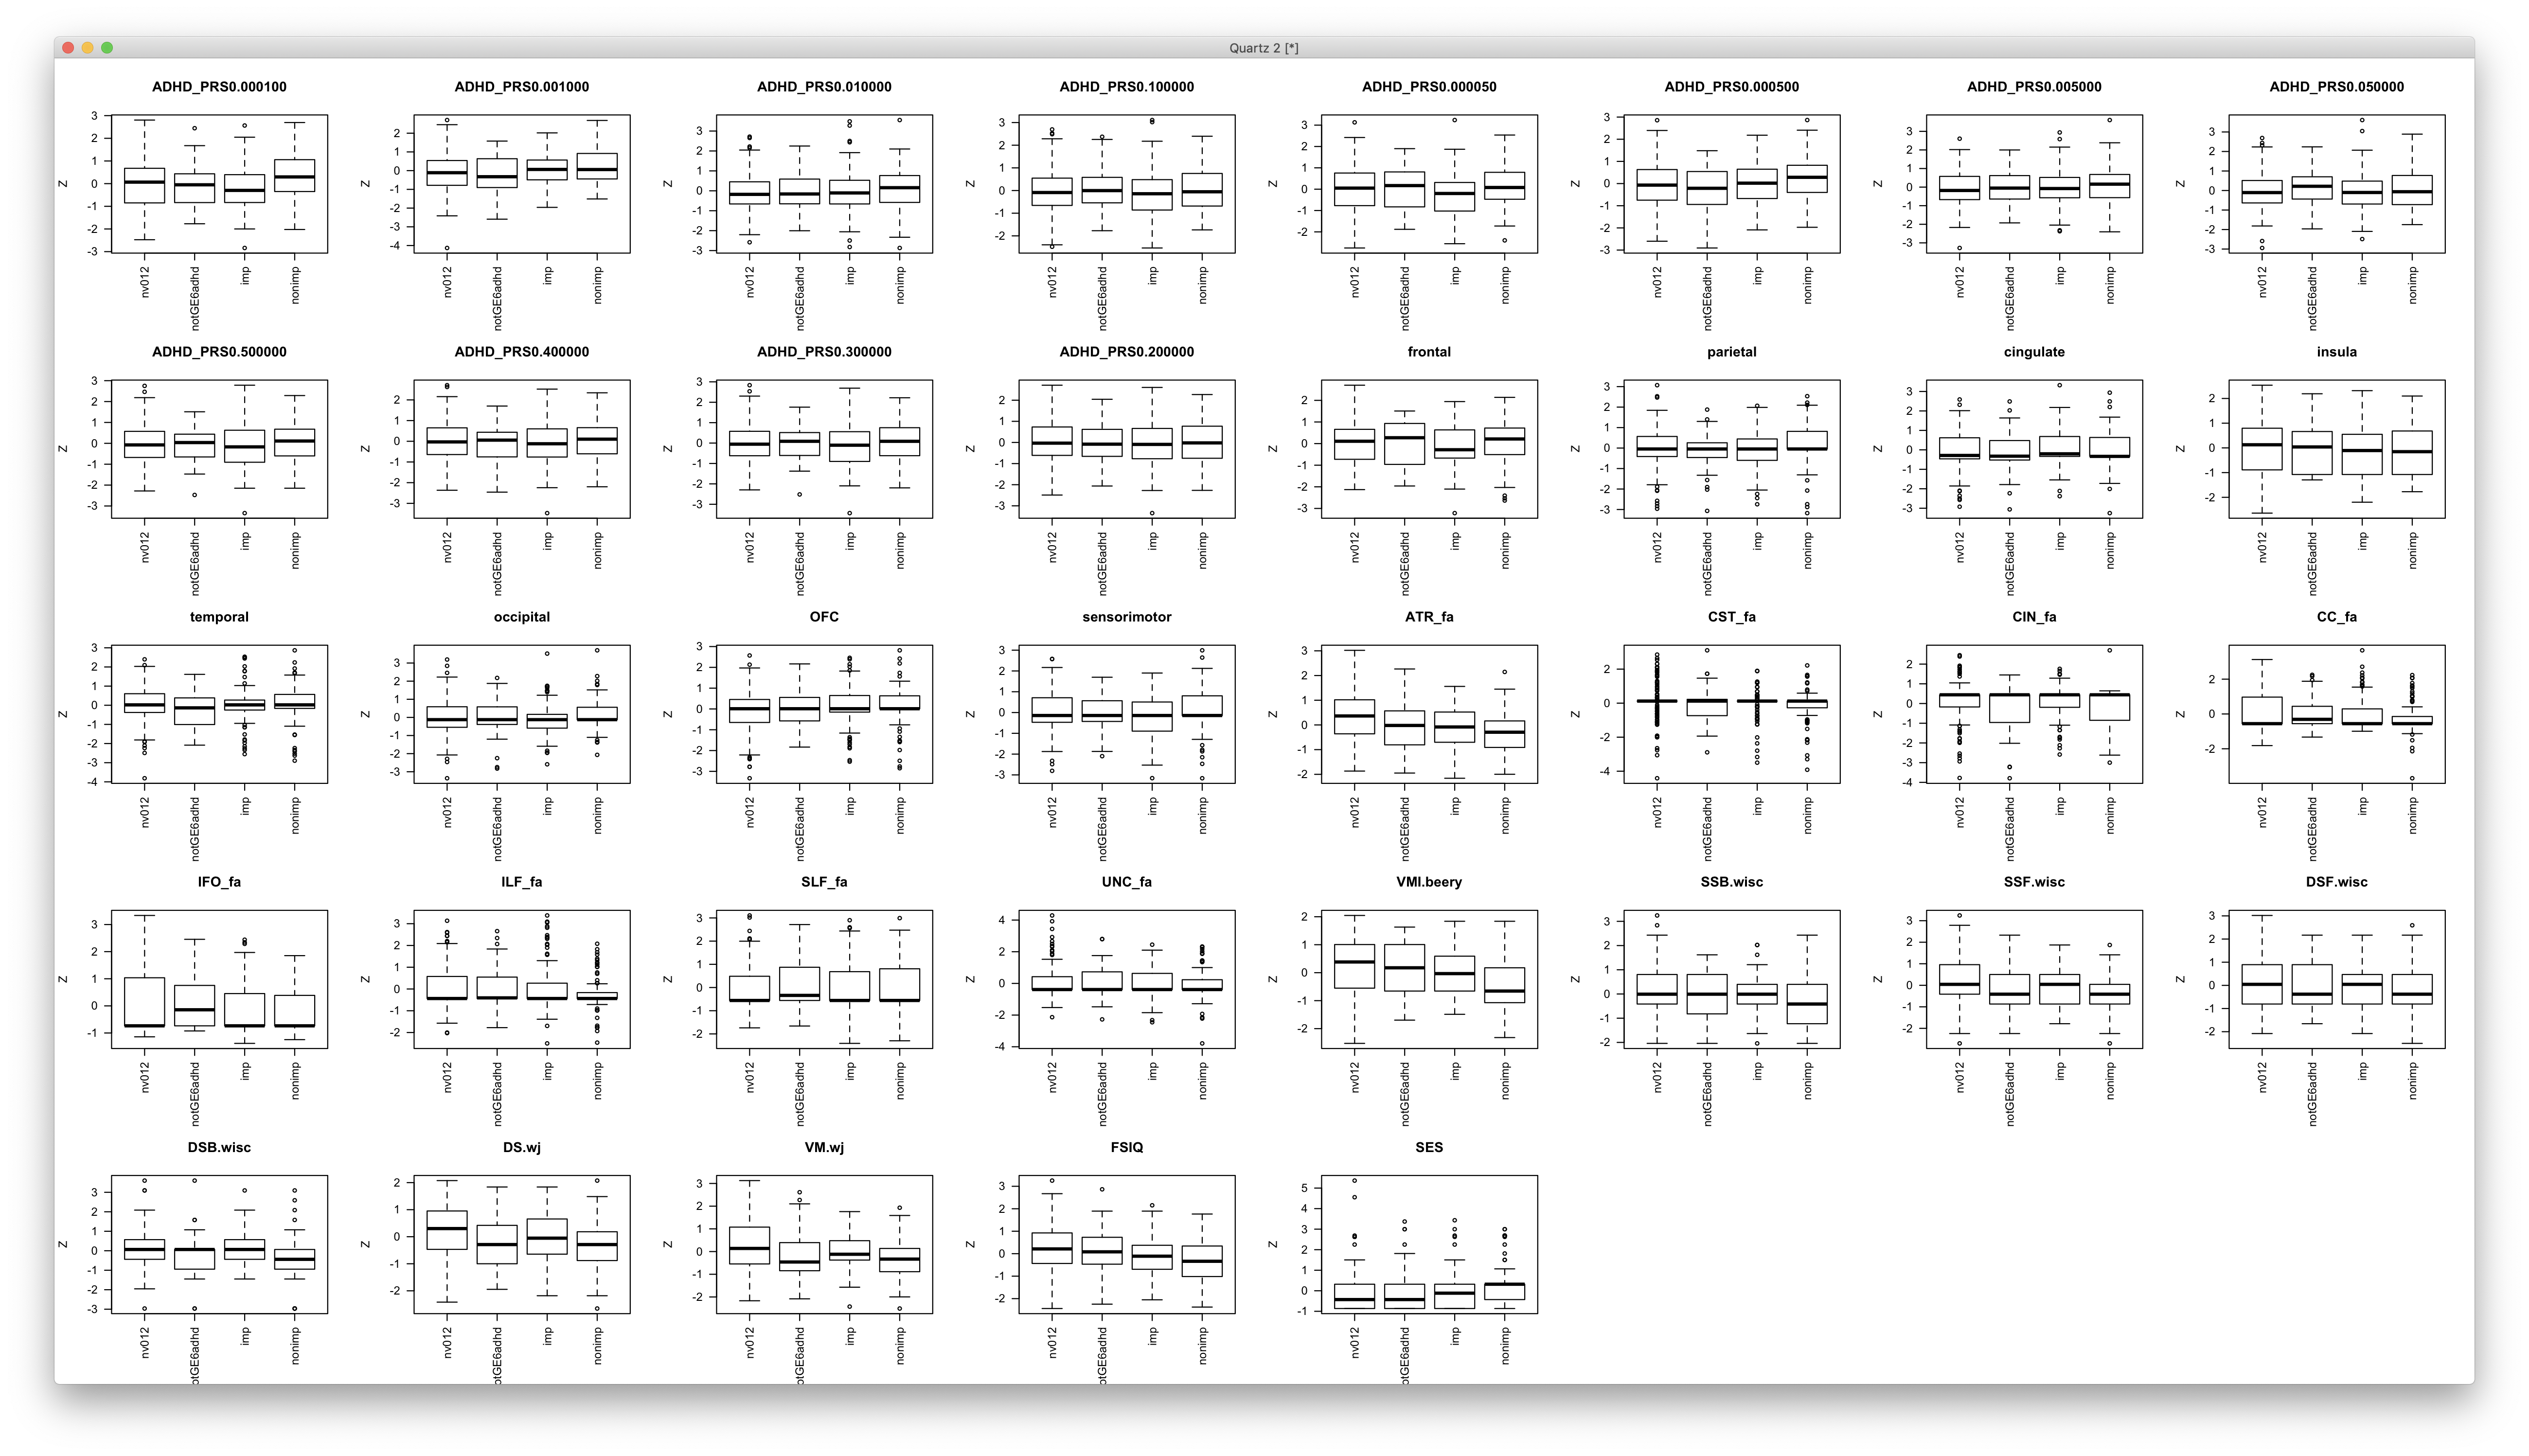 Quartz 2 [*]
ADHD_PRS0.000100
Z
3 2 1 0 -1 -2 -3
nv012 notGE6adhd imp nonimp
ADHD_PRS0.001000
Z
2 1 0 -1 -2 -3 -4
nv012 notGE6adhd imp nonimp
ADHD_PRS0.010000
Z
3 2 1 0 -1 -2 -3
nv012 notGE6adhd imp nonimp
ADHD_PRS0.100000
Z
3 2 1 0 -1 -2
nv012 notGE6adhd imp nonimp
ADHD_PRS0.000050
Z
3 2 1 0 -1 -2
nv012 notGE6adhd imp nonimp
ADHD_PRS0.000500
Z
3 2 1 0 -1 -2 -3
nv012 notGE6adhd imp nonimp
ADHD_PRS0.005000
Z
3 2 1 0 -1 -2 -3
nv012 notGE6adhd imp nonimp
ADHD_PRS0.050000
Z
3 2 1 0 -1 -2 -3
nv012 notGE6adhd imp nonimp
ADHD_PRS0.500000
Z
3 2 1 0 -1 -2 -3
nv012 notGE6adhd imp nonimp
ADHD_PRS0.400000
Z
2 1 0 -1 -2 -3
nv012 notGE6adhd imp nonimp
ADHD_PRS0.300000
Z
3 2 1 0 -1 -2 -3
nv012 notGE6adhd imp nonimp
ADHD_PRS0.200000
Z
2 1 0 -1 -2 -3
nv012 notGE6adhd imp nonimp
frontal
Z
2 1 0 -1 -2 -3
nv012 notGE6adhd imp nonimp
parietal
Z
3 2 1 0 -1 -2 -3
nv012 notGE6adhd imp nonimp
cingulate
Z
3 2 1 0 -1 -2 -3
nv012 notGE6adhd imp nonimp
insula
Z
2 1 0 -1 -2
nv012 notGE6adhd imp nonimp
temporal
Z
3 2 1 0 -1 -2 -3 -4
nv012 notGE6adhd imp nonimp
occipital
Z
3 2 1 0 -1 -2 -3
nv012 notGE6adhd imp nonimp
OFC
Z
3 2 1 0 -1 -2 -3
nv012 notGE6adhd imp nonimp
sensorimotor
Z
3 2 1 0 -1 -2 -3
nv012 notGE6adhd imp nonimp
ATR_fa
Z
3 2 1 0 -1 -2
nv012 notGE6adhd imp nonimp
CST_fa
Z
2 0 -2 -4
nv012 notGE6adhd imp nonimp
CIN_fa
Z
2 1 0 -1 -2 -3 -4
nv012 notGE6adhd imp nonimp
CC_fa
Z
2 0 -2
nv012 notGE6adhd imp nonimp
IFO_fa
Z
3 2 1 0 -1
nv012 notGE6adhd imp nonimp
ILF_fa
Z
3 2 1 0 -1 -2
nv012 notGE6adhd imp nonimp
SLF_fa
Z
3 2 1 0 -1 -2
nv012 notGE6adhd imp nonimp
UNC_fa
Z
4 2 0 -2 -4
nv012 notGE6adhd imp nonimp
VMI.beery
Z
2 1 0 -1 -2
nv012 notGE6adhd imp nonimp
SSB.wisc
Z
3 2 1 0 -1 -2
nv012 notGE6adhd imp nonimp
SSF.wisc
Z
3 2 1 0 -1 -2
nv012 notGE6adhd imp nonimp
DSF.wisc
Z
3 2 1 0 -1 -2
nv012 notGE6adhd imp nonimp
DSB.wisc
Z
3 2 1 0 -1 -2 -3
nv012 otGE6adhd imp nonimp
DS.wj
Z
2 1 0 -1 -2
nv012 otGE6adhd imp nonimp
VM.wj
Z
3 2 1 0 -1 -2
nv012 otGE6adhd imp nonimp
FSIQ
Z
3 2 1 0 -1 -2
nv012 otGE6adhd imp nonimp
SES
Z
5 4 3 2 1 0 -1
nv012 otGE6adhd imp nonimp